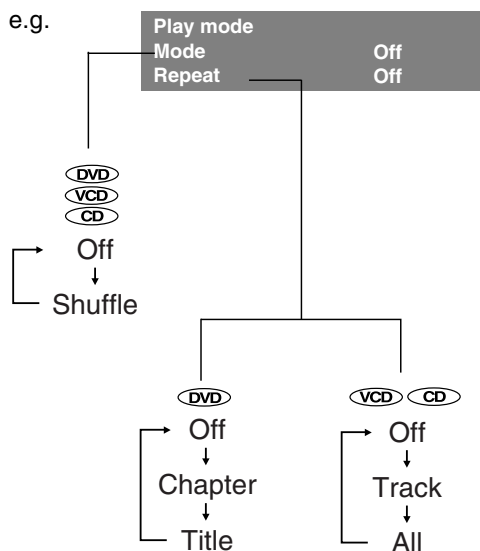 e.g.
Play mode
Mode Off
Repeat Off
DVD
VCD
CD
Off
Shuffle
DVD
Off
Chapter
Title
VCD CD
Off
Track
All